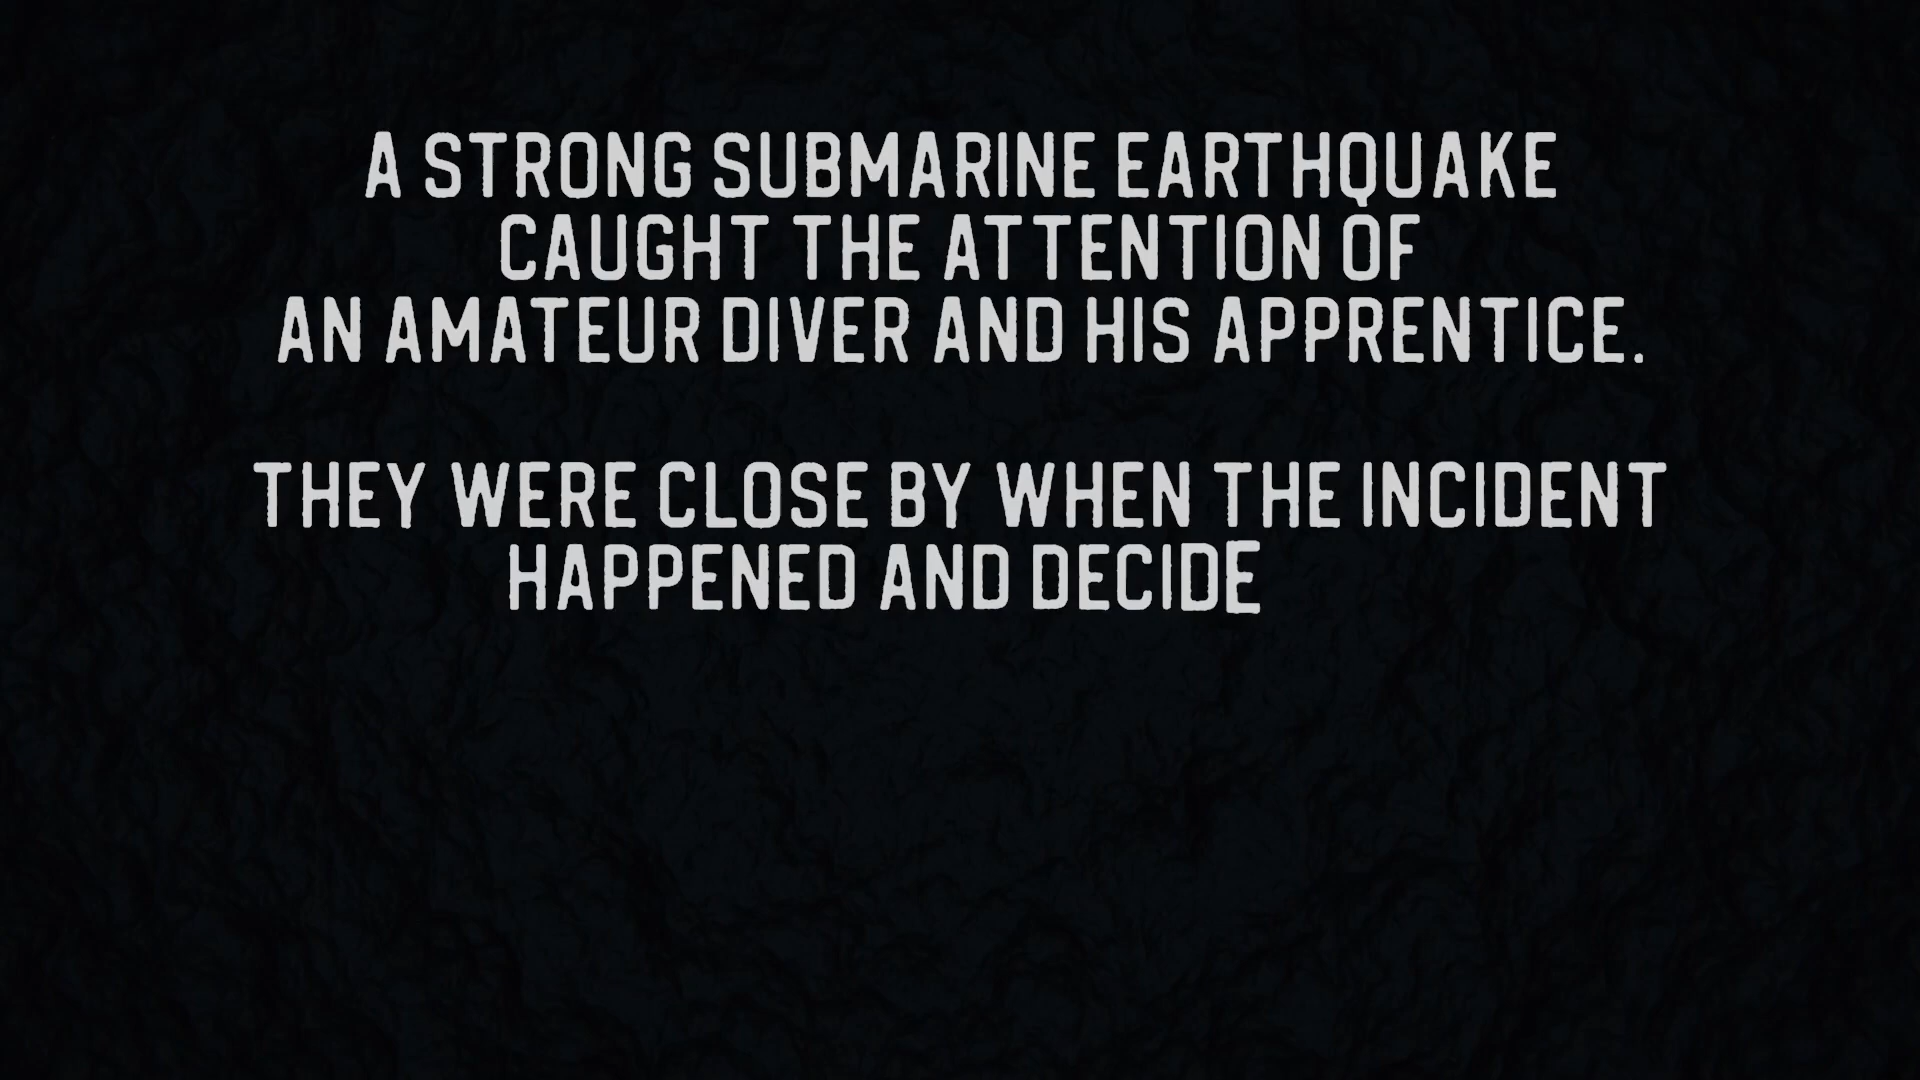 A STRONG SUBMARINE EARTHQUAKE
CAUGHT THE ATTENTION OF
AN AMATEUR DIVER AND HIS APPRENTICE.
THEY WERE CLOSE BY WHEN THE INCIDENT
HAPPENED AND DECIDE